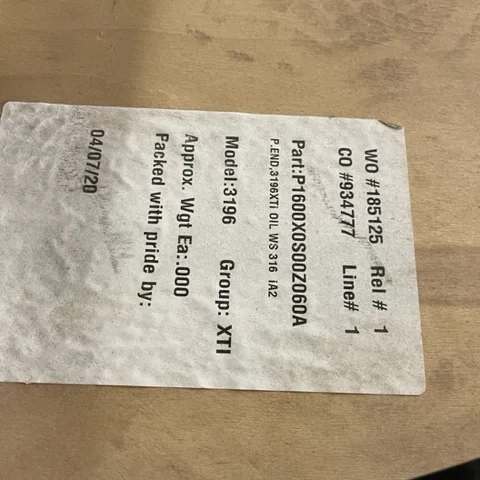 WO #185125 Rel # 1
CO #934777 Line# 1
Part:P1600X0S00Z060A
P.END,3196XTi OIL WS 316 iA2
Model:3196 Group: XTI
Approx. Wgt Ea:.000
Packed with pride by:
04/07/20